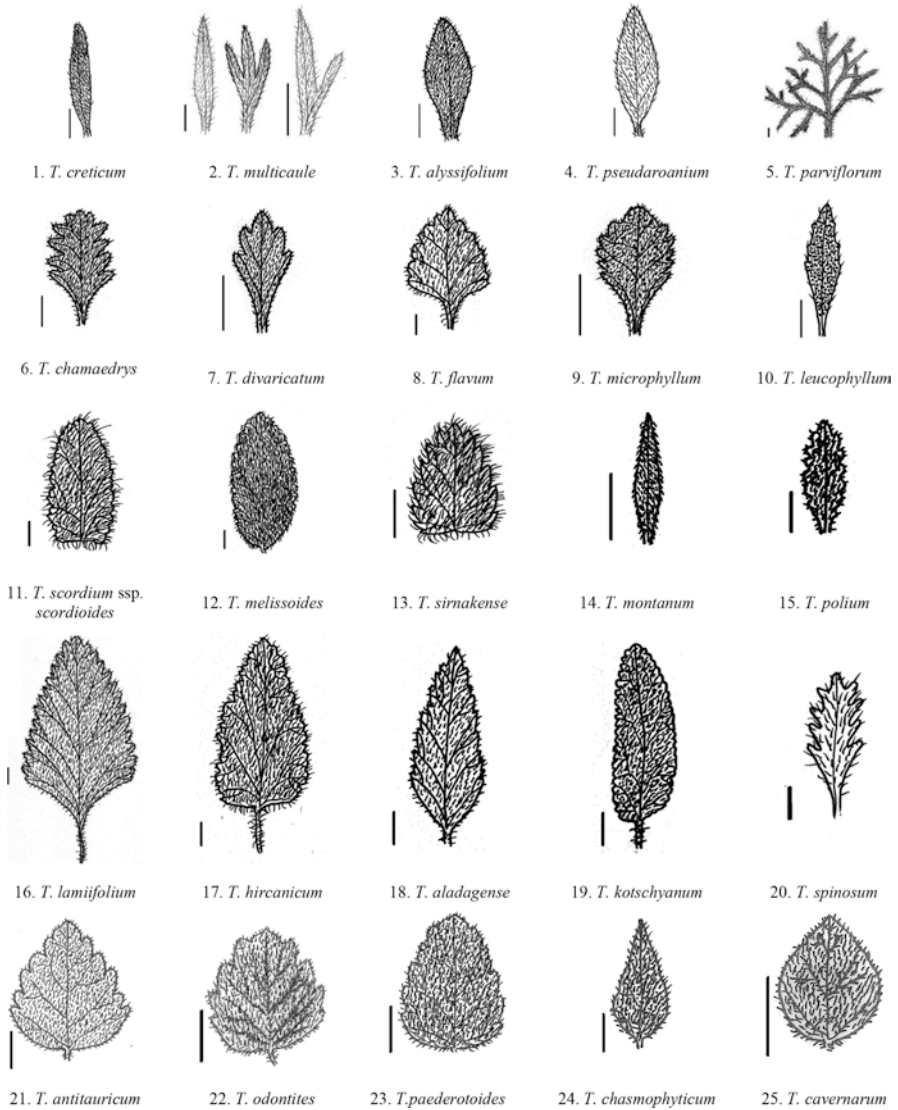 1. T. creticum
2. T. multicaule
3. T. alyssifolium
4. T. pseudaroanium
5. T. parviflorum
6. T. chamaedrys
7. T. divaricatum
8. T. flavum
9. T. microphyllum
10. T. leucophyllum
11. T. scordium ssp.
scordioides
12. T. melissoides
13. T. sirnakense
14. T. montanum
15. T. polium
16. T. lamiifolium
17. T. hircanicum
18. T. aladagense
19. T. kotschyanum
20. T. spinosum
21. T. antitauricum
22. T. odontites
23. T.paederotoides
24. T. chasmophyticum
25. T. cavernarum